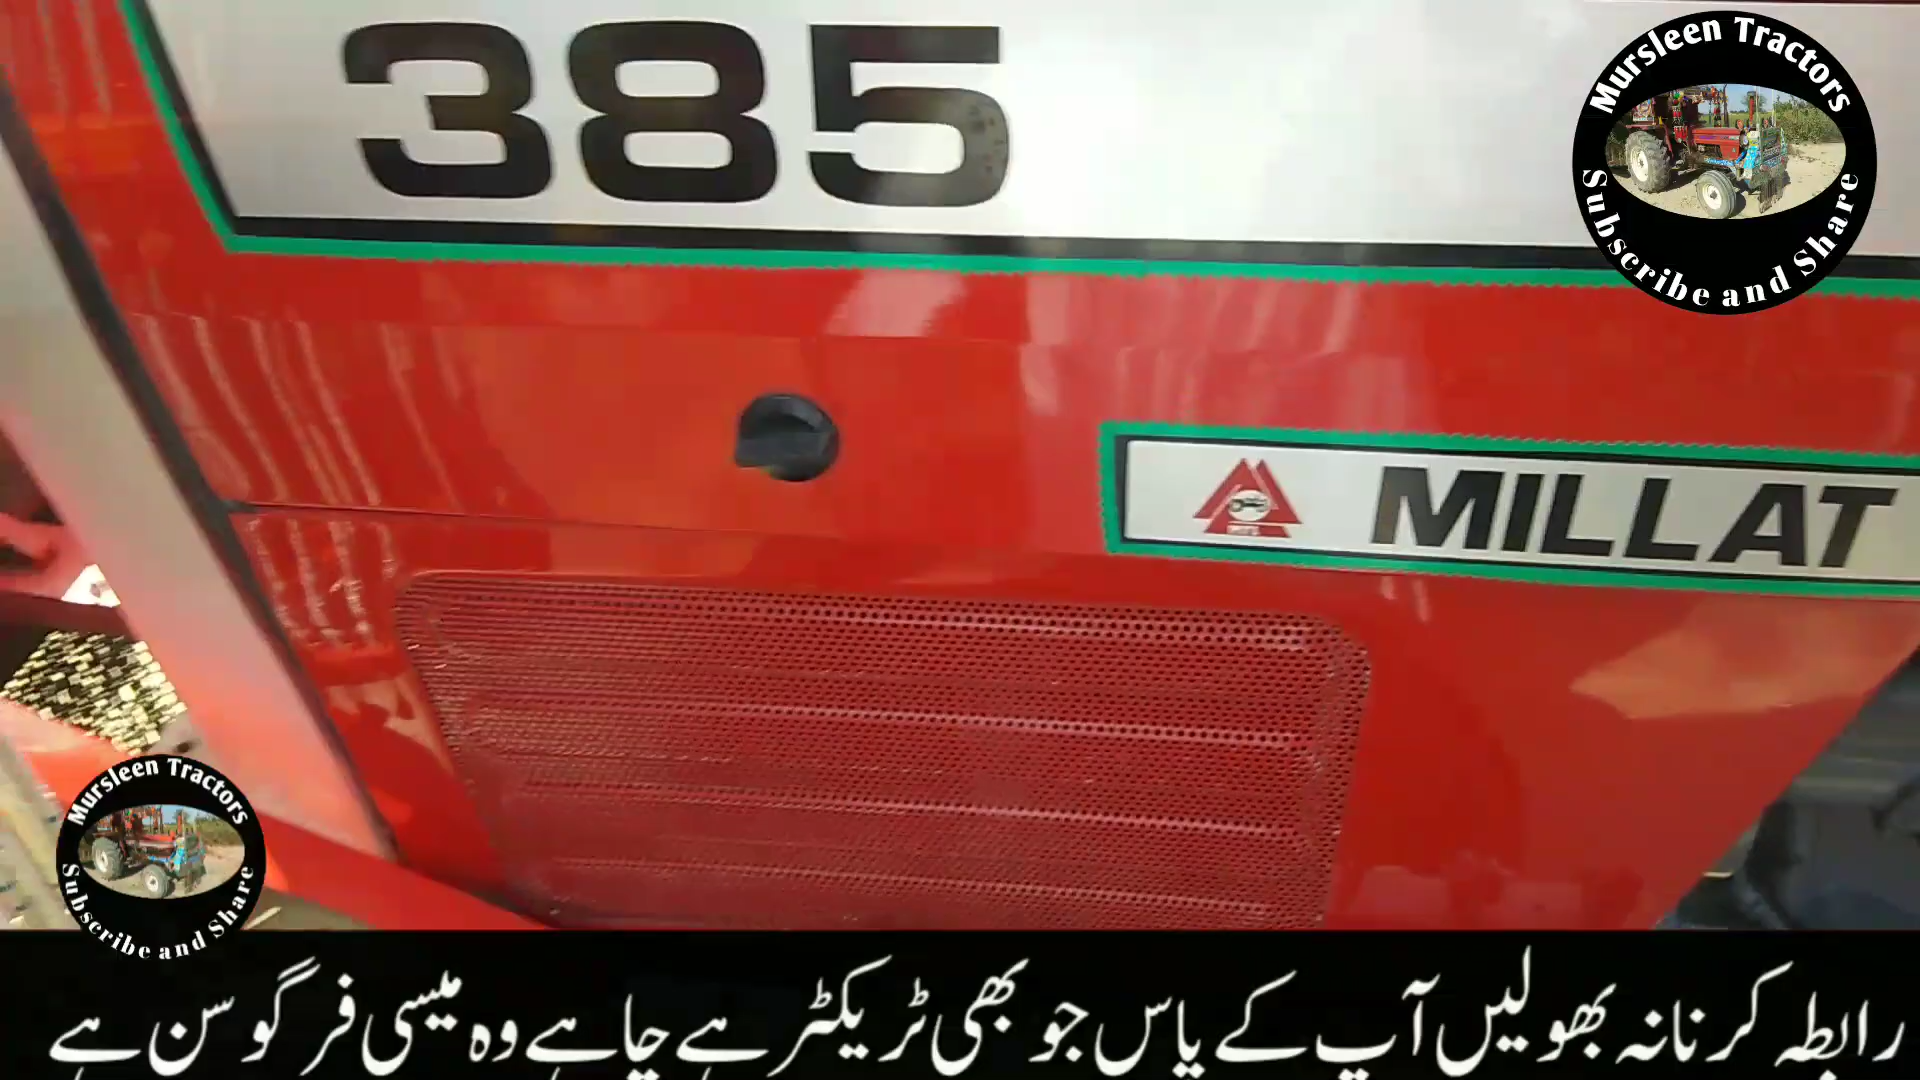 385
Mursleen Tractors
Subscribe and Share
MILLAT
Mursleen Tractors
Subscribe and Share
رابطہ کرنا نہ بھولیں آپ کے پاس جو بھی ٹریکٹر ہے چاہے وہ میسی فرگوسن ہے